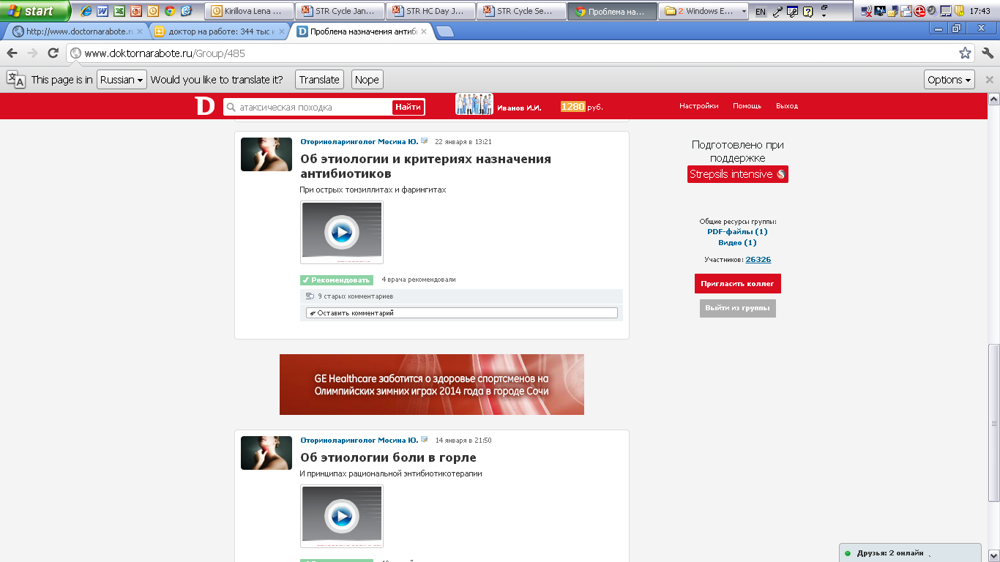 start
Kirillova Lena ...
STR Cycle Jan...
STR HC Day J...
STR Cycle Se...
Проблема на...
2 Windows E...
EN
17:43
http://www.doctornarabote.ru
доктор на работе: 344 тыс
Проблема назначения антиб
www.doktornarabote.ru/Group/485
This page is in Russian Would you like to translate it? Translate Nope Options
D
атаксическая походка
Найти
Иванов И.И.
1280 руб.
Настройки Помощь Выход
Оториноларинголог Мосина Ю. 22 января в 13:21
Об этиологии и критериях назначения
антибиотиков
При острых тонзиллитах и фарингитах
Рекомендовать 4 врача рекомендовали
9 старых комментариев
Оставить комментарий
Подготовлено при
поддержке
Strepsils intensive
Общие ресурсы группы:
PDF-файлы (1)
Видео (1)
Участников: 26326
Пригласить коллег
Выйти из группы
GE Healthcare заботится о здоровье спортсменов на
Олимпийских зимних играх 2014 года в городе Сочи
Оториноларинголог Мосина Ю. 14 января в 21:50
Об этиологии боли в горле
И принципах рациональной энтибиотикотерапии
Друзья: 2 онлайн